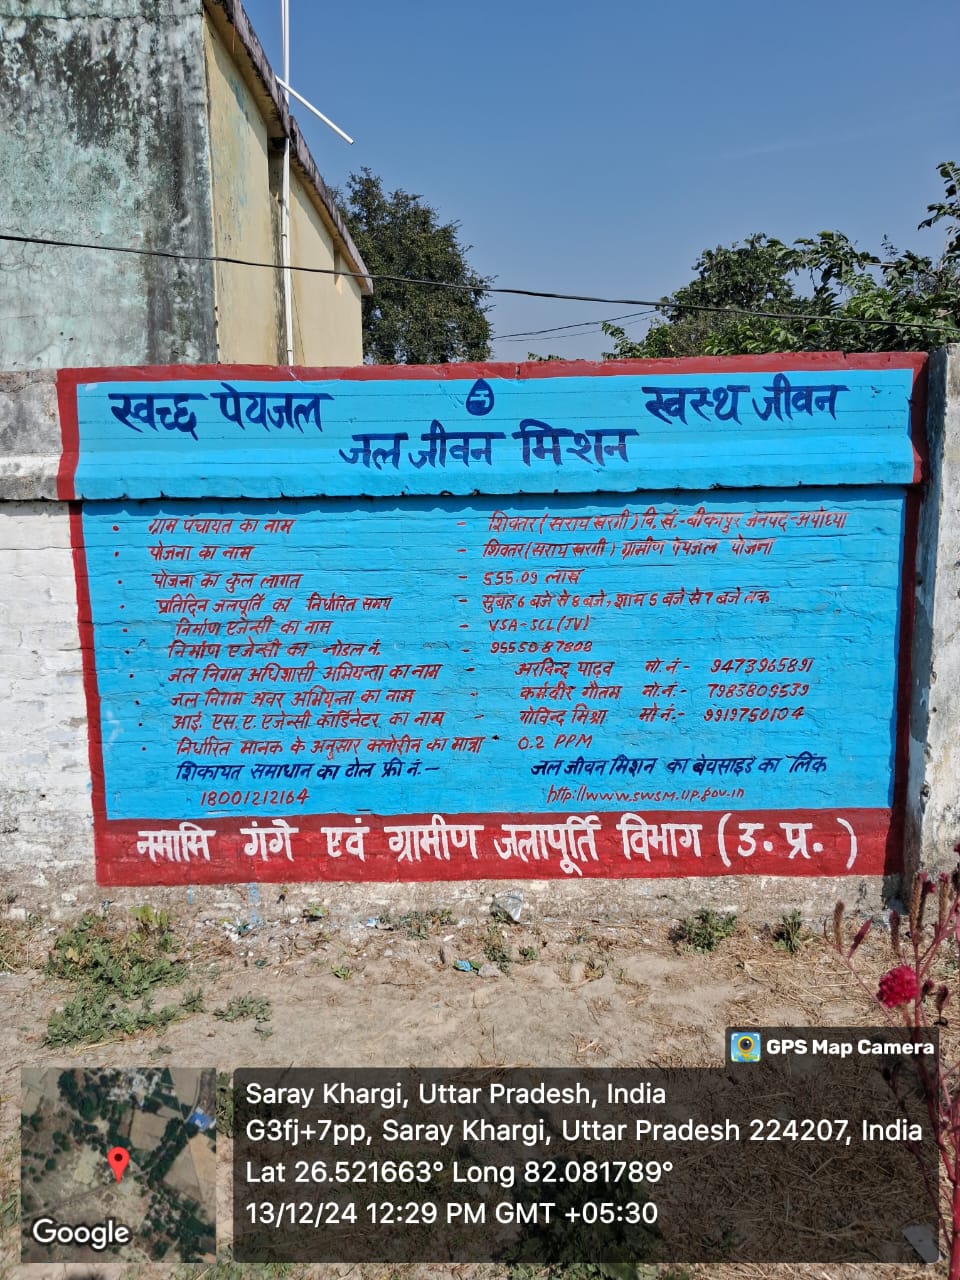 स्वच्छ पेयजल स्वस्थ जीवन
जल जीवन मिशन
• ग्राम पंचायत का नाम - शिवतर (सराय खरगी) वि. खं.-बीकापुर जनपद-अयोध्या
• योजना का नाम - शिवतर (सराय खरगी) ग्रामीण पेयजल योजना
• योजना का कुल लागत - 555.09 लाख
• प्रतिदिन जलपूर्ति का निर्धारित समय - सुबह 6 बजे से 8 बजे, शाम 5 बजे से 7 बजे तक
• निर्माण एजेन्सी का नाम - VSA-SCL(JV)
• निर्माण एजेन्सी का नोडल नं. - 9555087808
• जल निगम अधिशासी अभियन्ता का नाम - अरविन्द यादव मो.नं- 9473965891
• जल निगम अवर अभियन्ता का नाम - कर्मवीर गौतम मो.नं:- 7983809539
• आई. एस. ए. एजेन्सी कॉर्डिनेटर का नाम - गोविन्द मिश्रा मो.नं:- 9919750104
• निर्धारित मानक के अनुसार क्लोरीन का मात्रा - 0.2 PPM
शिकायत समाधान का टोल फ्री नं.- जल जीवन मिशन का बेवसाइड का लिंक
18001212164 http://www.swsm.up.gov.in
नमामि गंगे एवं ग्रामीण जलापूर्ति विभाग (उ. प्र.)
GPS Map Camera
Saray Khargi, Uttar Pradesh, India
G3fj+7pp, Saray Khargi, Uttar Pradesh 224207, India
Lat 26.521663° Long 82.081789°
13/12/24 12:29 PM GMT +05:30
Google